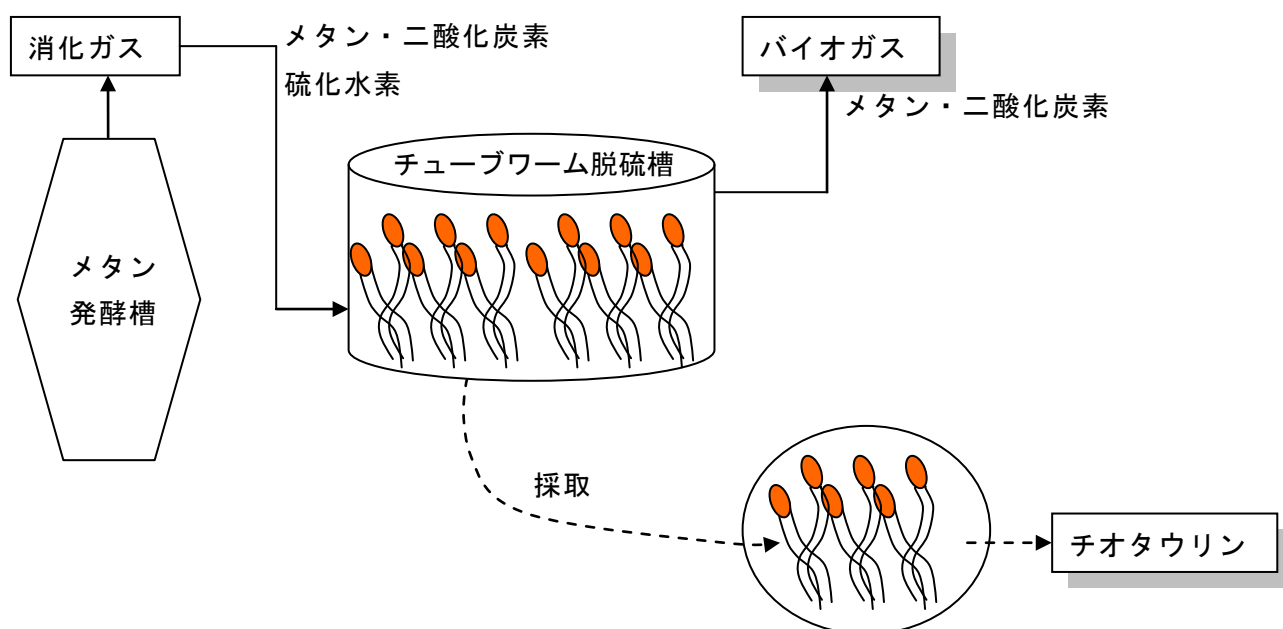 消化ガス
メタン・二酸化炭素
硫化水素
バイオガス
メタン・二酸化炭素
チューブワーム脱硫槽
メタン
発酵槽
採取
チオタウリン